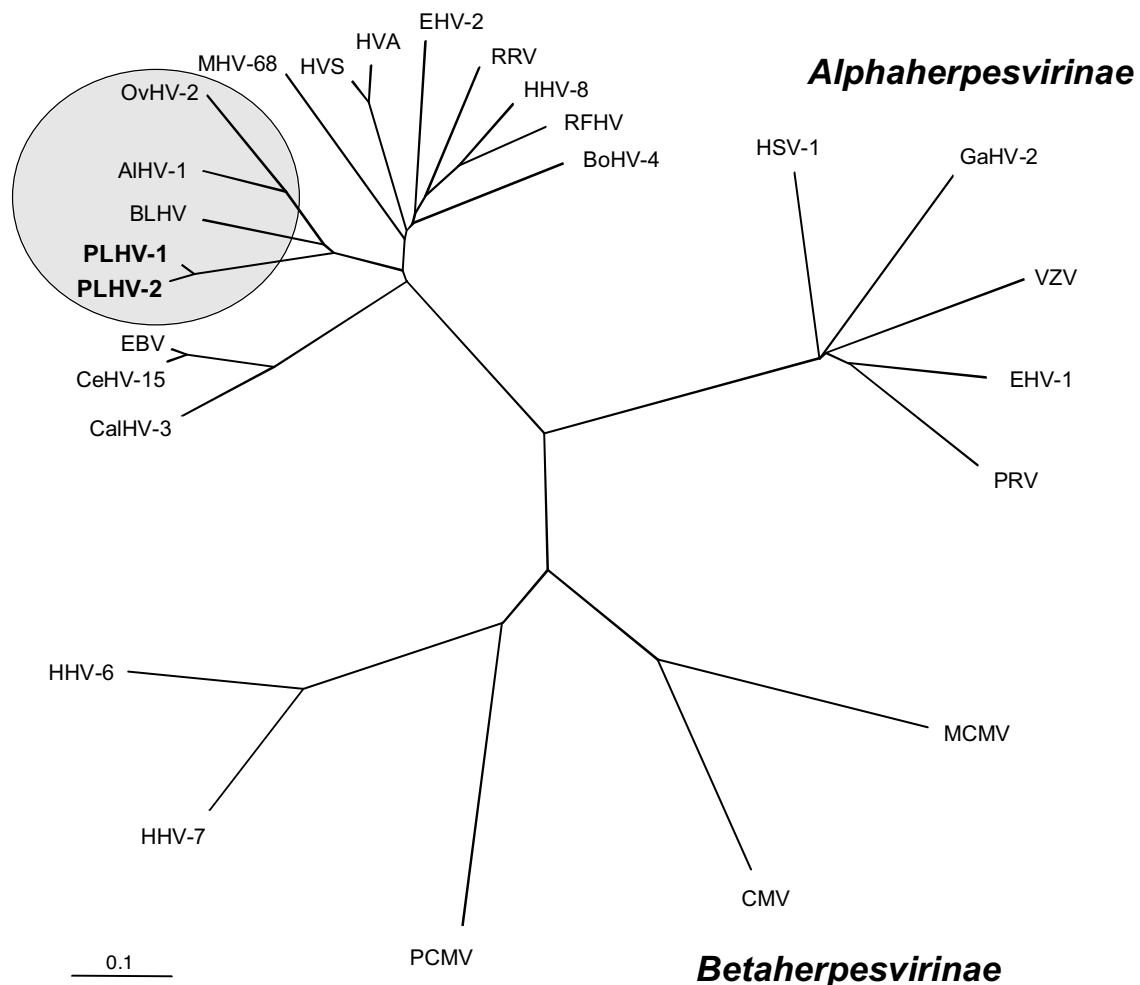 EHV-2
HVA
RRV
HVS
MHV-68
Alphaherpesvirinae
OvHV-2
HHV-8
RFHV
HSV-1
GaHV-2
BoHV-4
AlHV-1
BLHV
PLHV-1
PLHV-2
VZV
EBV
CeHV-15
EHV-1
CalHV-3
PRV
HHV-6
MCMV
HHV-7
CMV
PCMV
0.1
Betaherpesvirinae